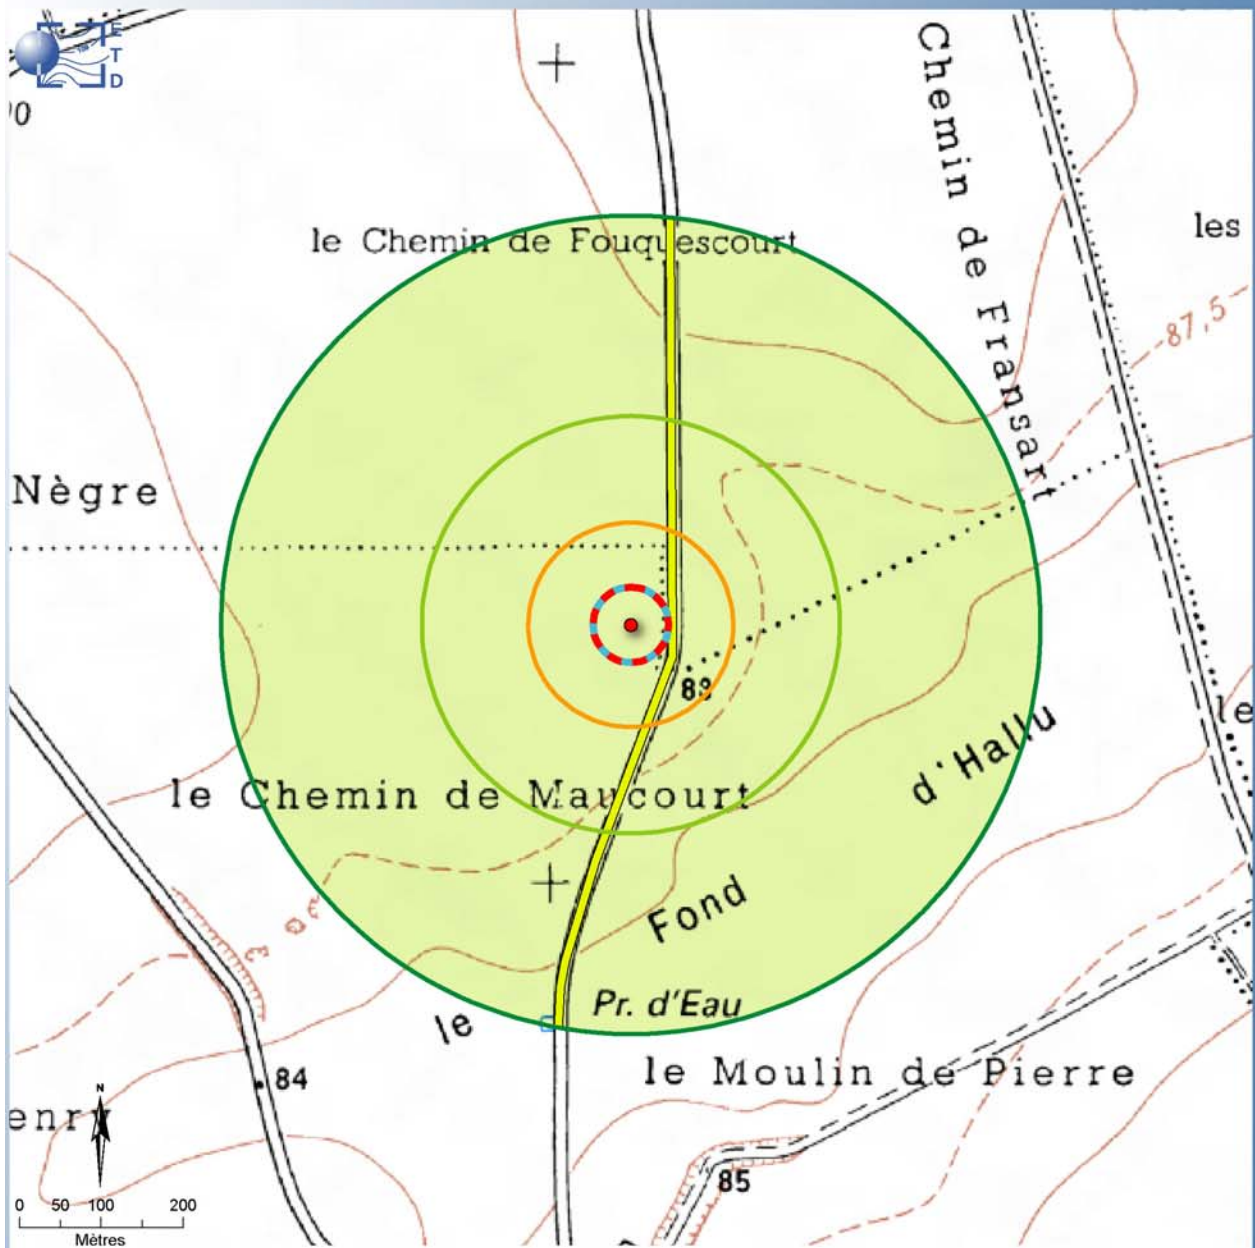 E
T
D
Chemin de Fransart
le Chemin de Fouquescourt
les
87,5
Nègre
83
le
d'Hallu
le Chemin de Maucourt
Fond
Pr. d'Eau
le
le Moulin de Pierre
84
85
N
0 50 100 200
Mètres